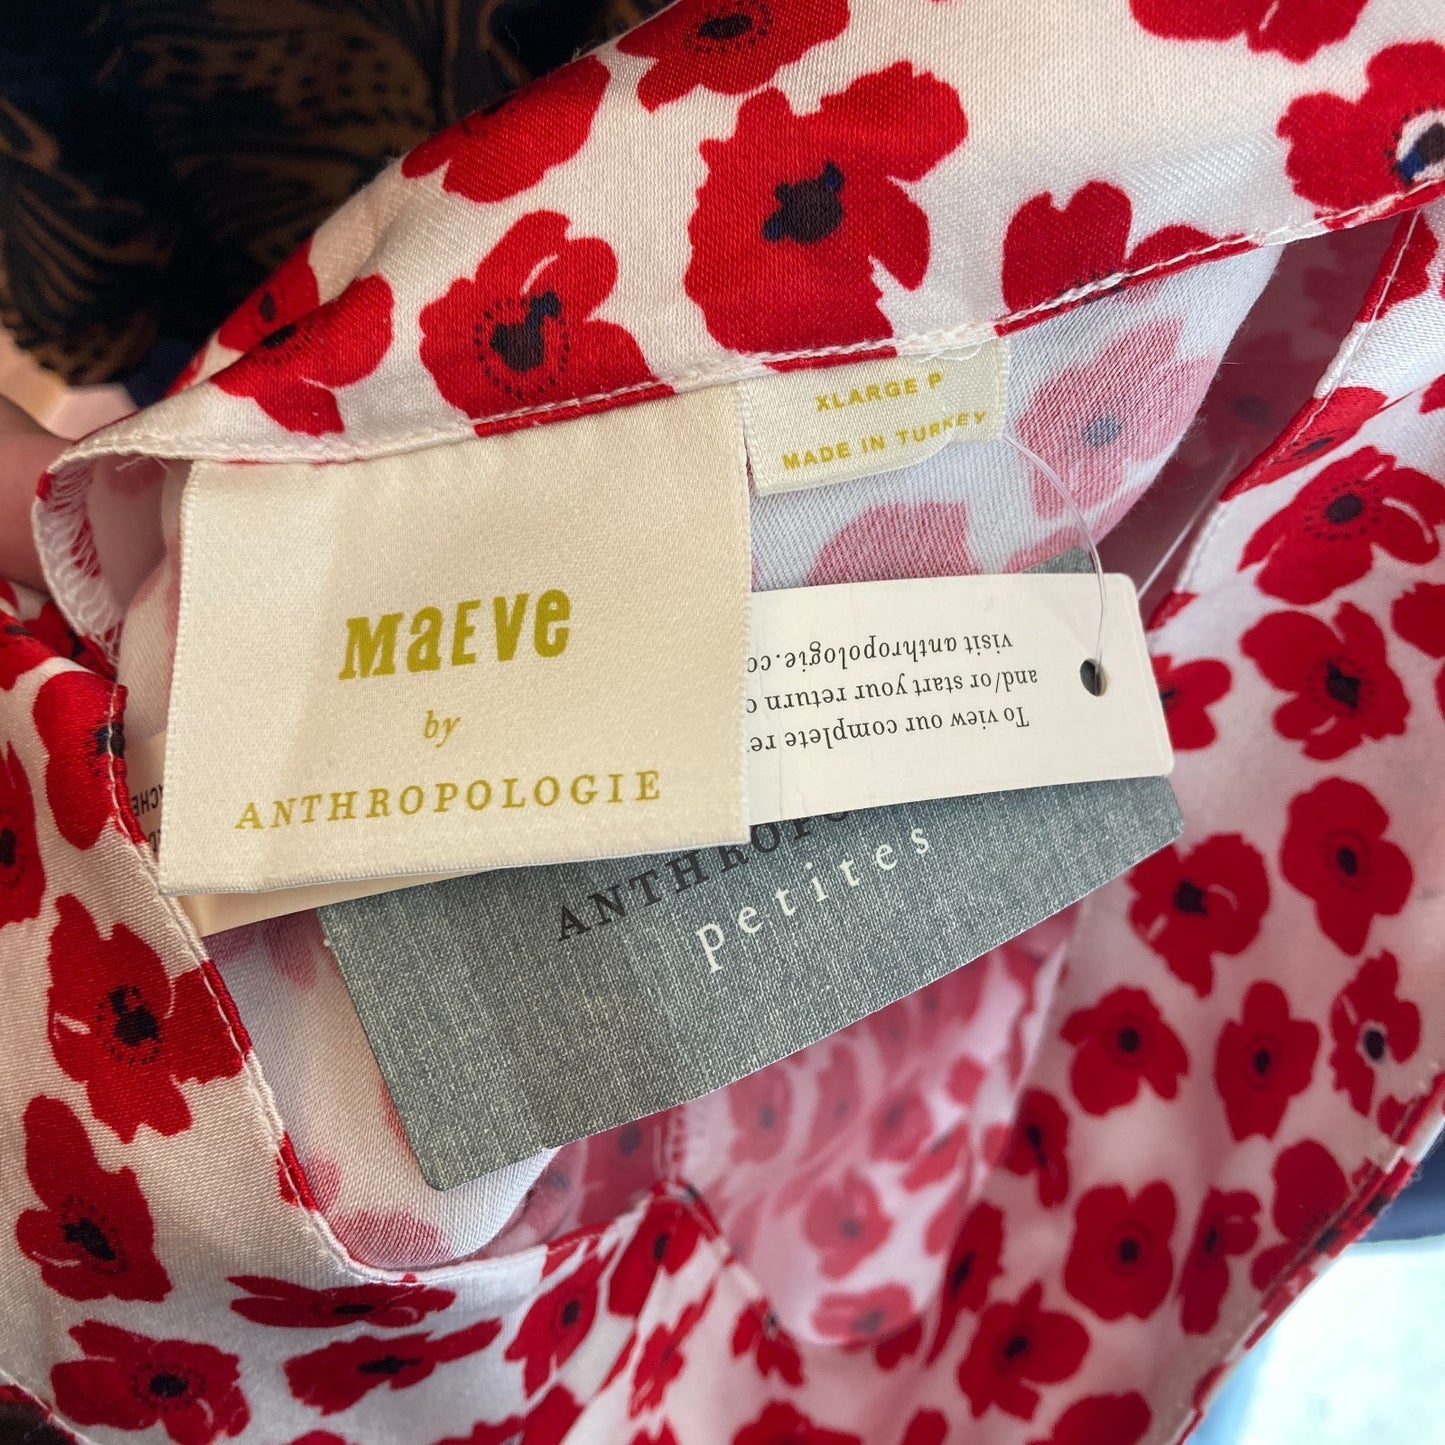 XLARGE P
MADE IN TURKEY
MaEVe
by
ANTHROPOLOGIE
To view our complete
and/or start your return
visit anthropologie.co
petites